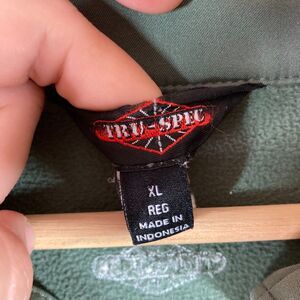 TRU-SPEC
XL
REG
MADE IN
INDONESIA